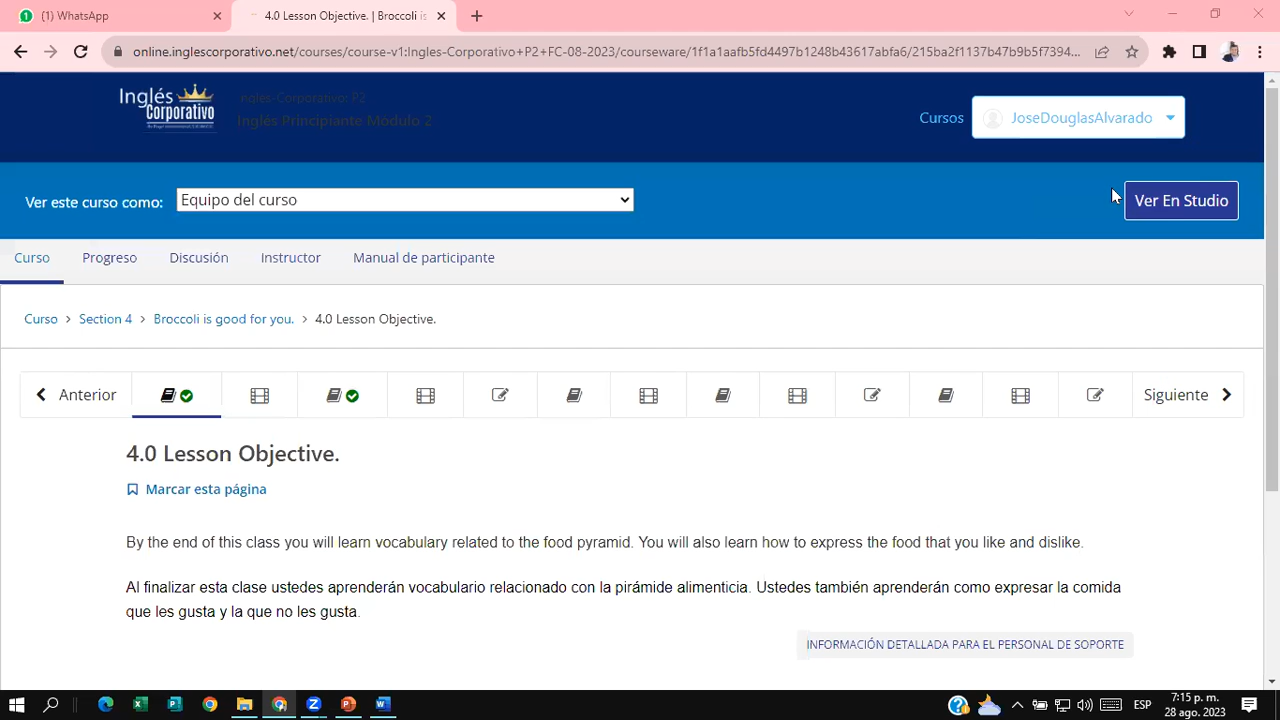 (1) WhatsApp
4.0 Lesson Objective. | Broccoli is
online.inglescorporativo.net/courses/course-v1:Ingles-Corporativo+P2+FC-08-2023/courseware/1f1a1aafb5fd4497b1248b43617abfa6/215ba2f1137b47b9b5f7394...
Inglés
Corporativo
Inglés-Corporativo: P2
Inglés Principiante Módulo 2
Cursos
JoseDouglasAlvarado
Ver este curso como:
Equipo del curso
Ver En Studio
Curso
Progreso
Discusión
Instructor
Manual de participante
Curso > Section 4 > Broccoli is good for you. > 4.0 Lesson Objective.
Anterior
Siguiente
4.0 Lesson Objective.
Marcar esta página
By the end of this class you will learn vocabulary related to the food pyramid. You will also learn how to express the food that you like and dislike.
Al finalizar esta clase ustedes aprenderán vocabulario relacionado con la pirámide alimenticia. Ustedes también aprenderán como expresar la comida
que les gusta y la que no les gusta.
INFORMACIÓN DETALLADA PARA EL PERSONAL DE SOPORTE
ESP
7:15 p. m.
28 ago. 2023